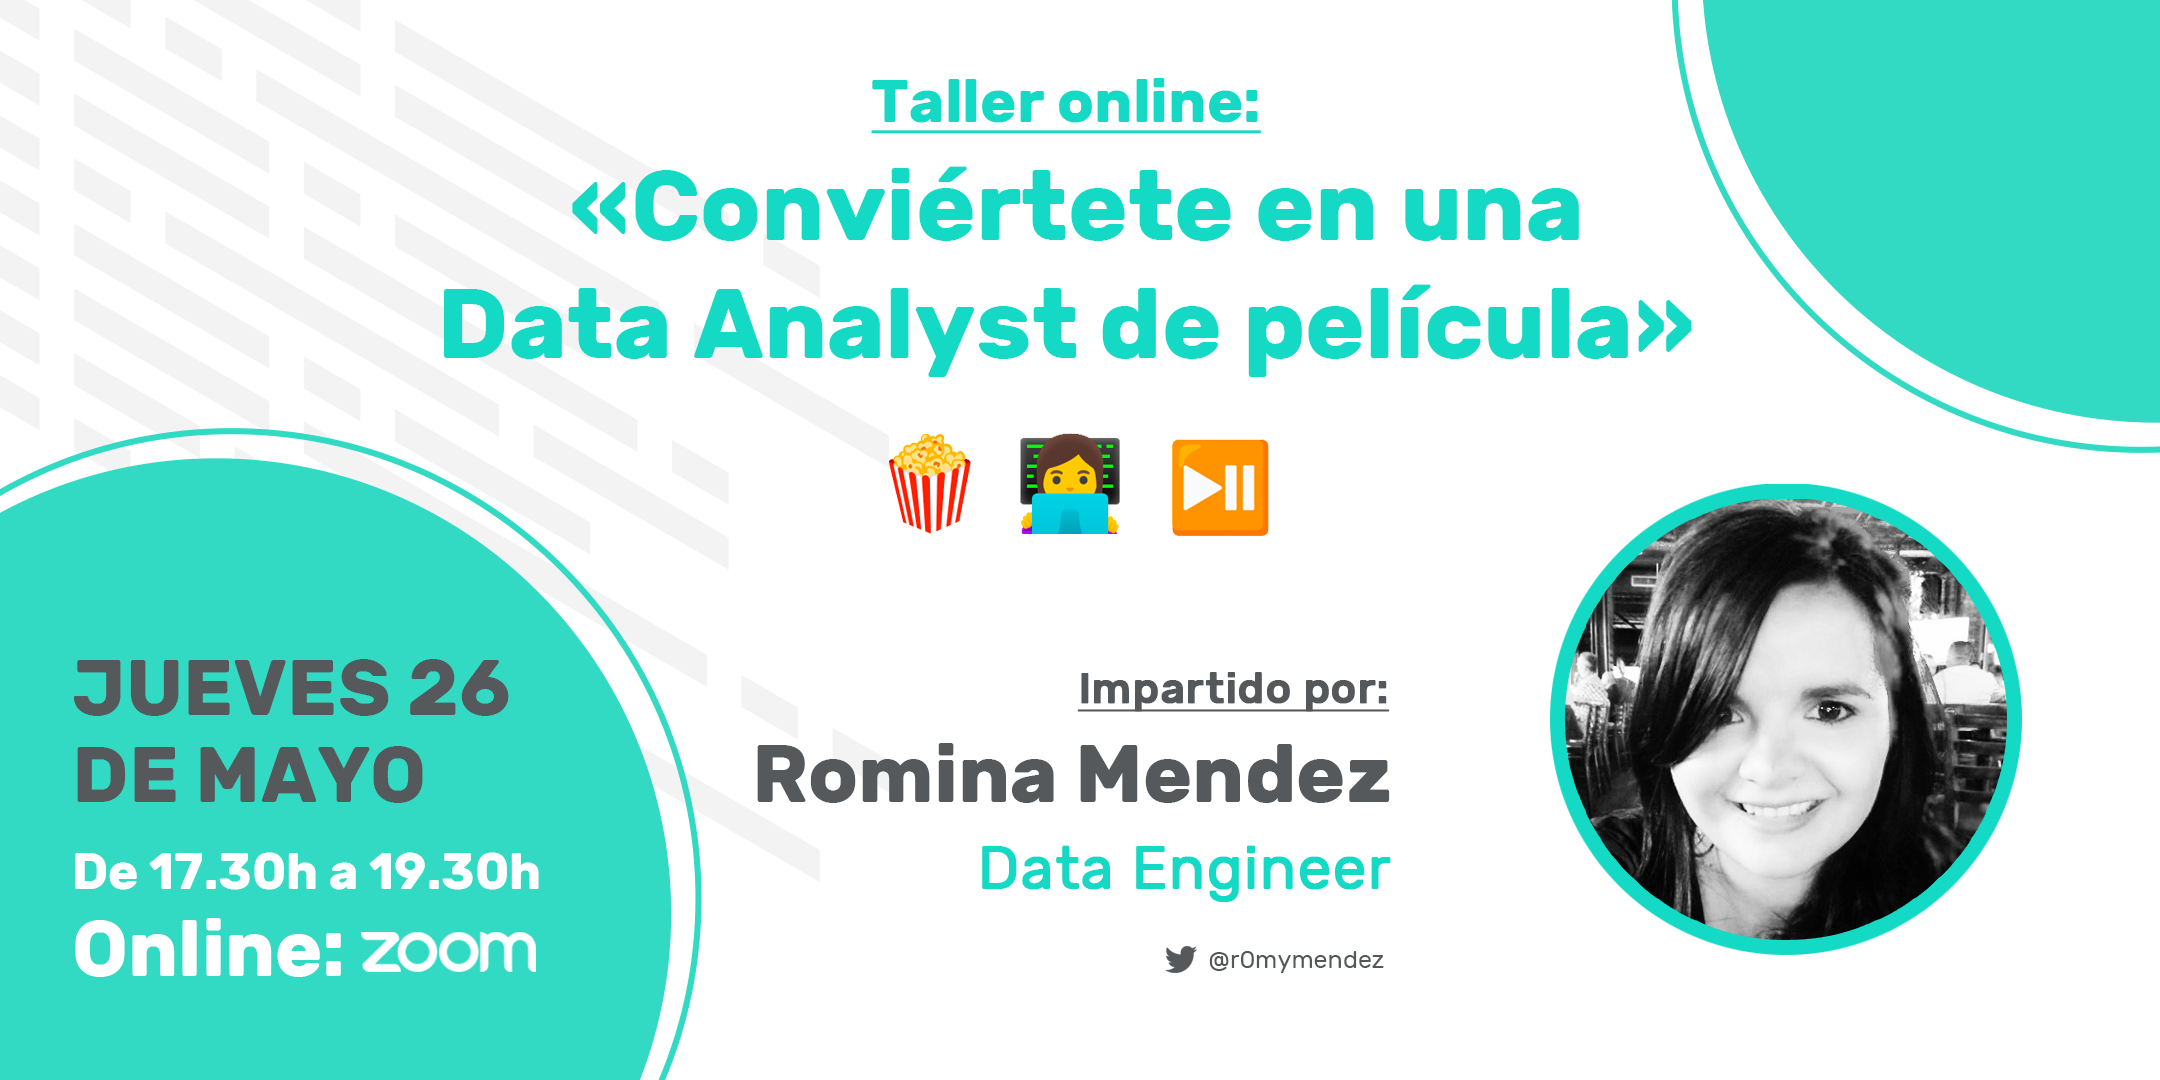 Taller online:
«Conviértete en una
Data Analyst de película»
JUEVES 26
DE MAYO
De 17.30h a 19.30h
Online: zoom
Impartido por:
Romina Mendez
Data Engineer
@r0mymendez